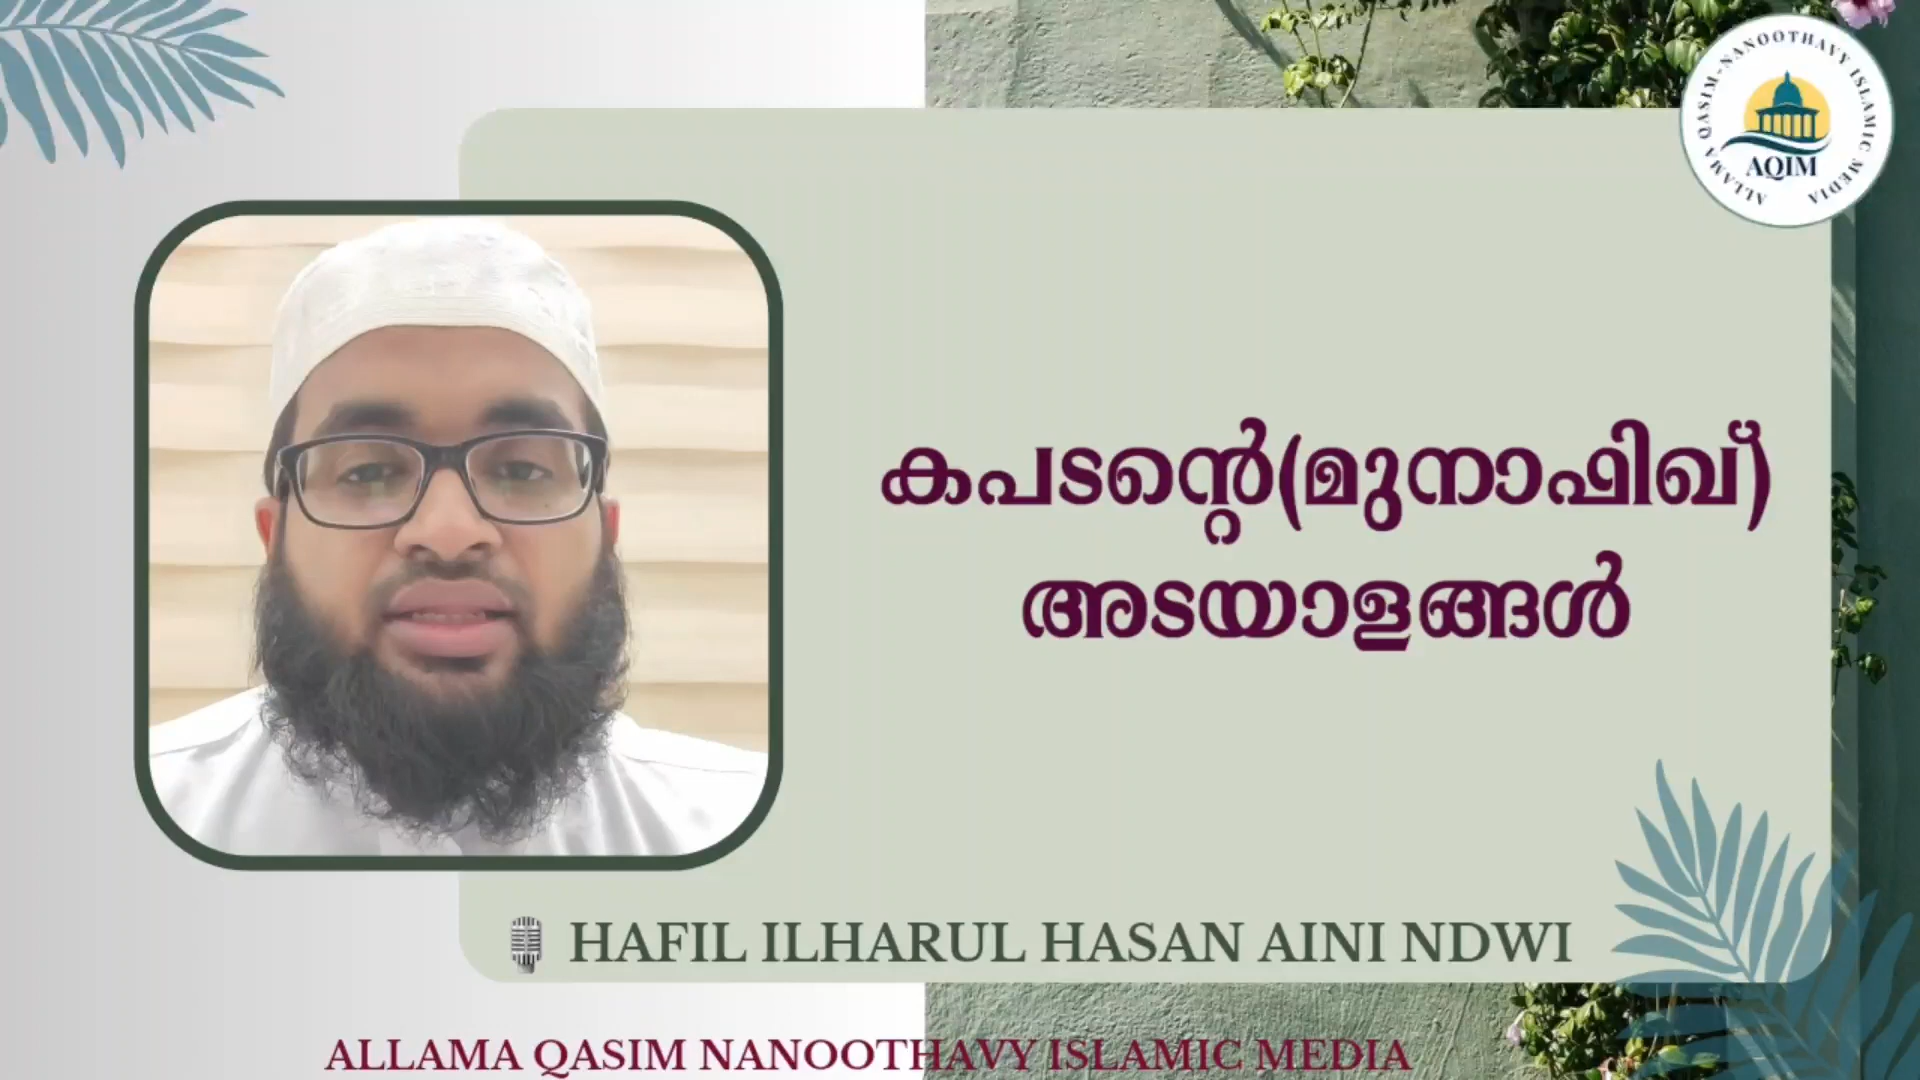 ALLAMA QASIM-NANOOTHAVY ISLAMIC MEDIA
AQIM
കപടന്റെ(മുനാഫിഖ്)
അടയാളങ്ങൾ
HAFIL ILHARUL HASAN AINI NDWI
ALLAMA QASIM NANOOTHAVY ISLAMIC MEDIA